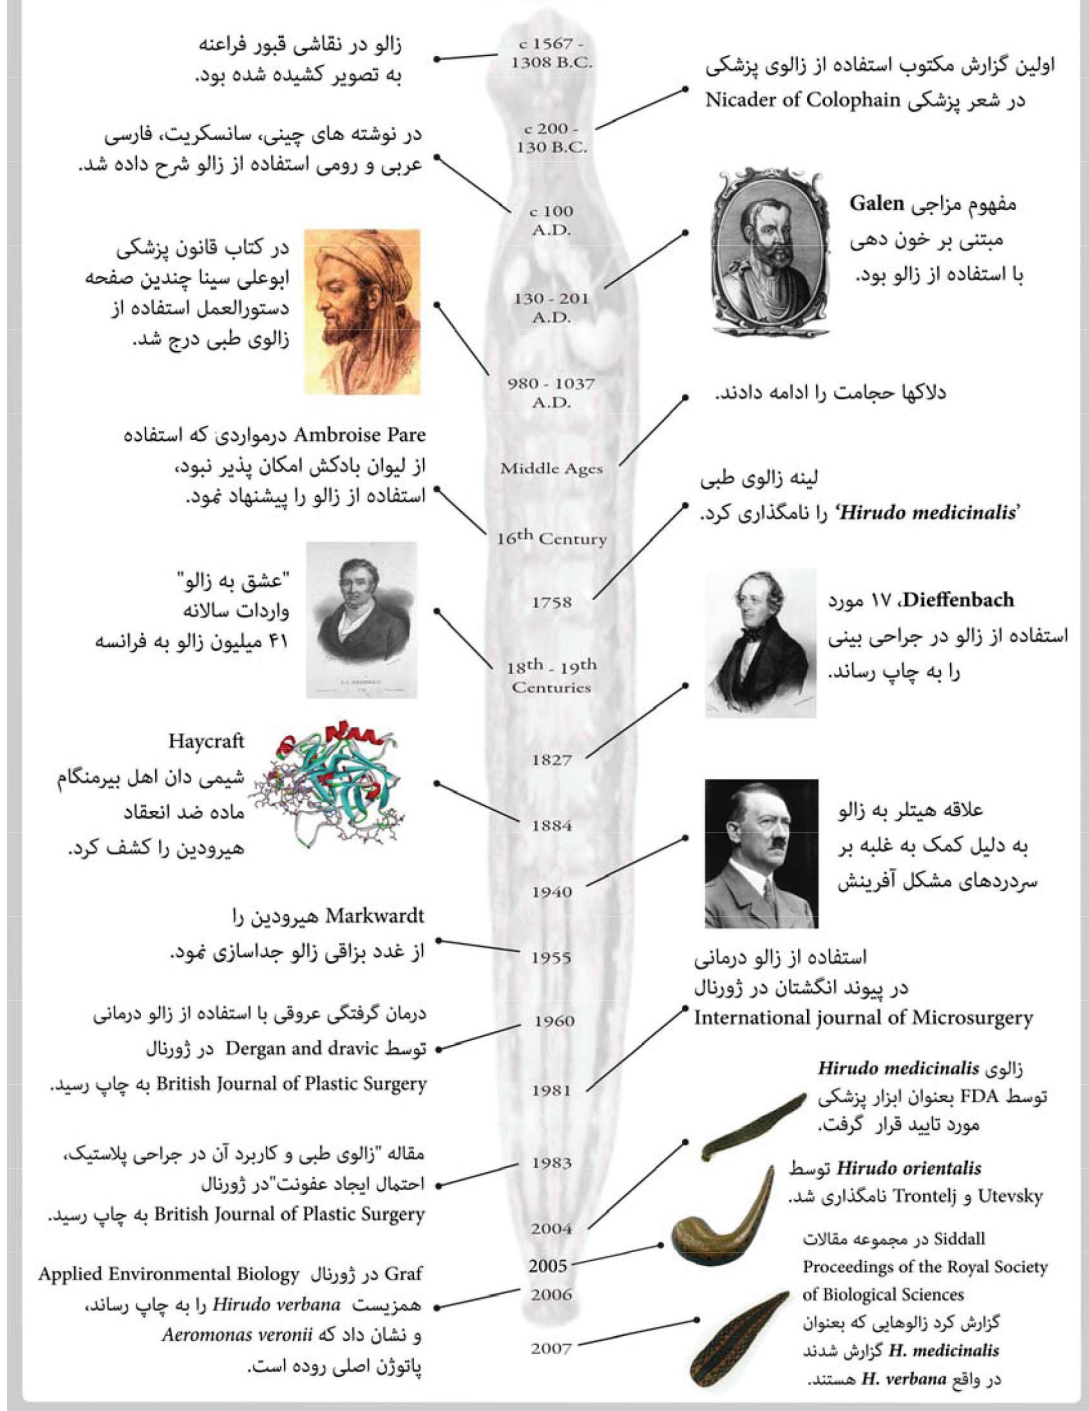 c 1567 -
1308 B.C.
زالو در نقاشی قبور فراعنه
به تصویر کشیده شده بود.
c 200 -
130 B.C.
اولین گزارش مکتوب استفاده از زالوی پزشکی
در شعر پزشکی Nicader of Colophain
c 100
A.D.
در نوشته های چینی، سانسکریت، فارسی
عربی و رومی استفاده از زالو شرح داده شد.
130 - 201
A.D.
مفهوم مزاجی Galen
مبتنی بر خون دهی
با استفاده از زالو بود.
980 - 1037
A.D.
در کتاب قانون پزشکی
ابوعلی سینا چندین صفحه
دستورالعمل استفاده از
زالوی طبی درج شد.
Middle Ages
دلاکها حجامت را ادامه دادند.
16th Century
Ambroise Pare درمواردی که استفاده
از لیوان بادکش امکان پذیر نبود،
استفاده از زالو را پیشنهاد نمود.
1758
لینه زالوی طبی
‘Hirudo medicinalis’ را نامگذاری کرد.
18th - 19th
Centuries
"عشق به زالو"
واردات سالانه
۴۱ میلیون زالو به فرانسه
1827
Dieffenbach، ۱۷ مورد
استفاده از زالو در جراحی بینی
را به چاپ رساند.
1884
Haycraft
شیمی دان اهل بیرمنگام
ماده ضد انعقاد
هیرودین را کشف کرد.
1940
علاقه هیتلر به زالو
به دلیل کمک به غلبه بر
سردردهای مشکل آفرینش
1955
Markwardt هیرودین را
از غدد بزاقی زالو جداسازی نمود.
1960
درمان گرفتگی عروقی با استفاده از زالو درمانی
توسط Dergan and dravic در ژورنال
British Journal of Plastic Surgery به چاپ رسید.
1981
استفاده از زالو درمانی
در پیوند انگشتان در ژورنال
International journal of Microsurgery
1983
مقاله "زالوی طبی و کاربرد آن در جراحی پلاستیک،
احتمال ایجاد عفونت"در ژورنال
British Journal of Plastic Surgery به چاپ رسید.
2004
زالوی Hirudo medicinalis
توسط FDA بعنوان ابزار پزشکی
مورد تایید قرار گرفت.
2005
Hirudo orientalis توسط
Utevsky و Trontelj نامگذاری شد.
2006
Graf در ژورنال Applied Environmental Biology
همزیست Hirudo verbana را به چاپ رساند،
و نشان داد که Aeromonas veronii
پاتوژن اصلی روده است.
2007
Siddall در مجموعه مقالات
Proceedings of the Royal Society
of Biological Sciences
گزارش کرد زالوهایی که بعنوان
H. medicinalis گزارش شدند
در واقع H. verbana هستند.